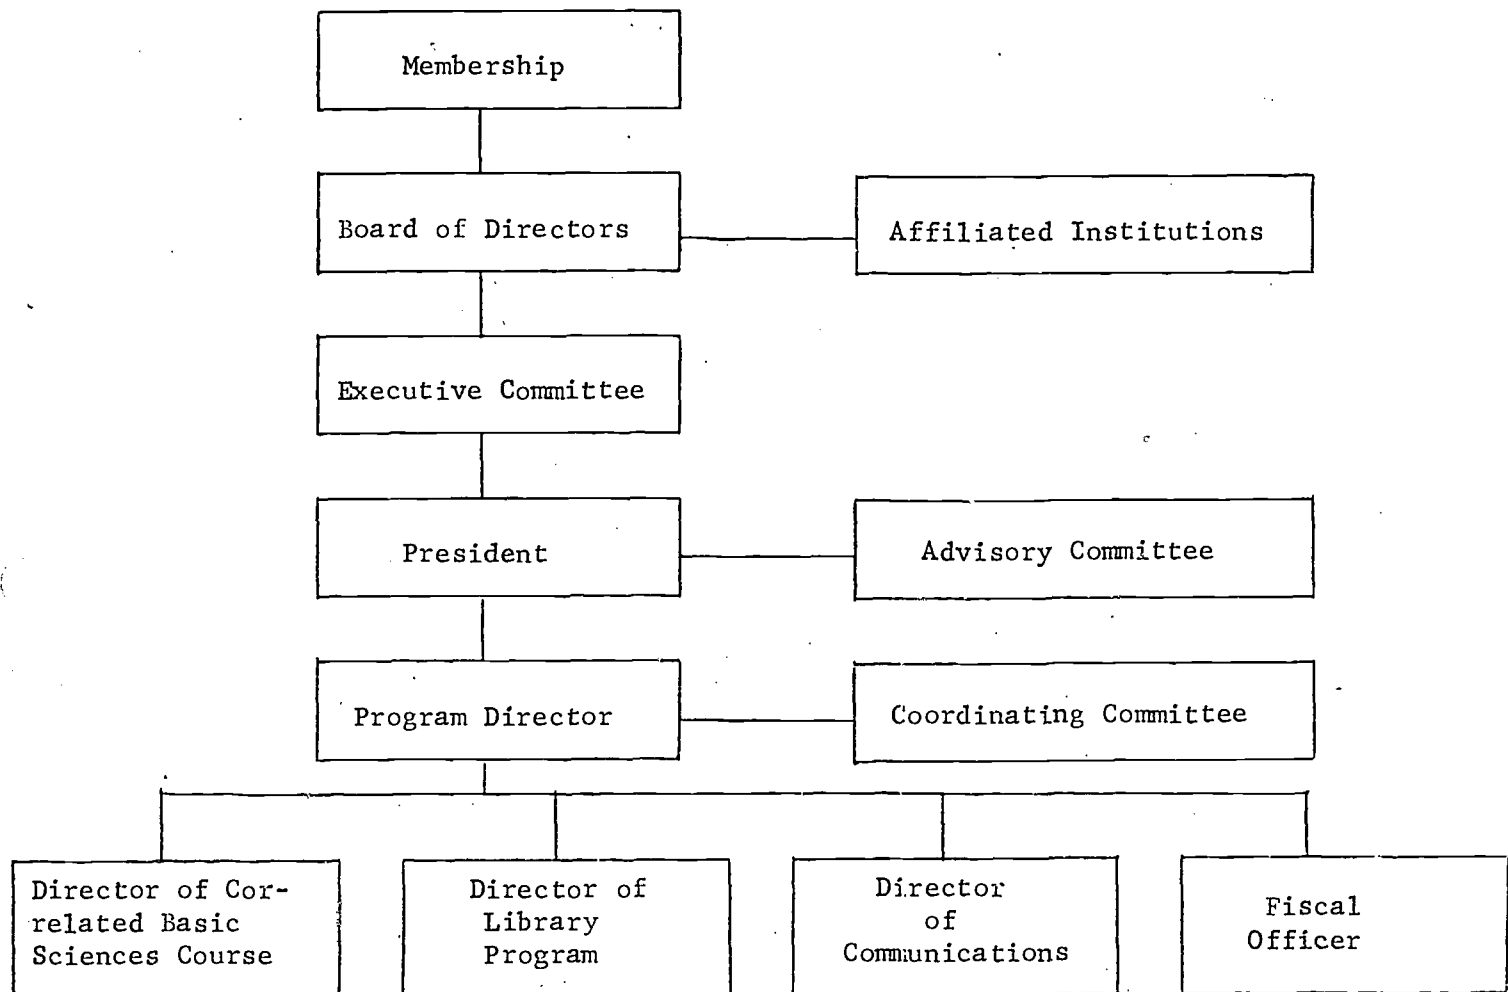 Membership
Board of Directors
Affiliated Institutions
Executive Committee
President
Advisory Committee
Program Director
Coordinating Committee
Director of Cor-
related Basic
Sciences Course
Director of
Library
Program
Director
of
Communications
Fiscal
Officer